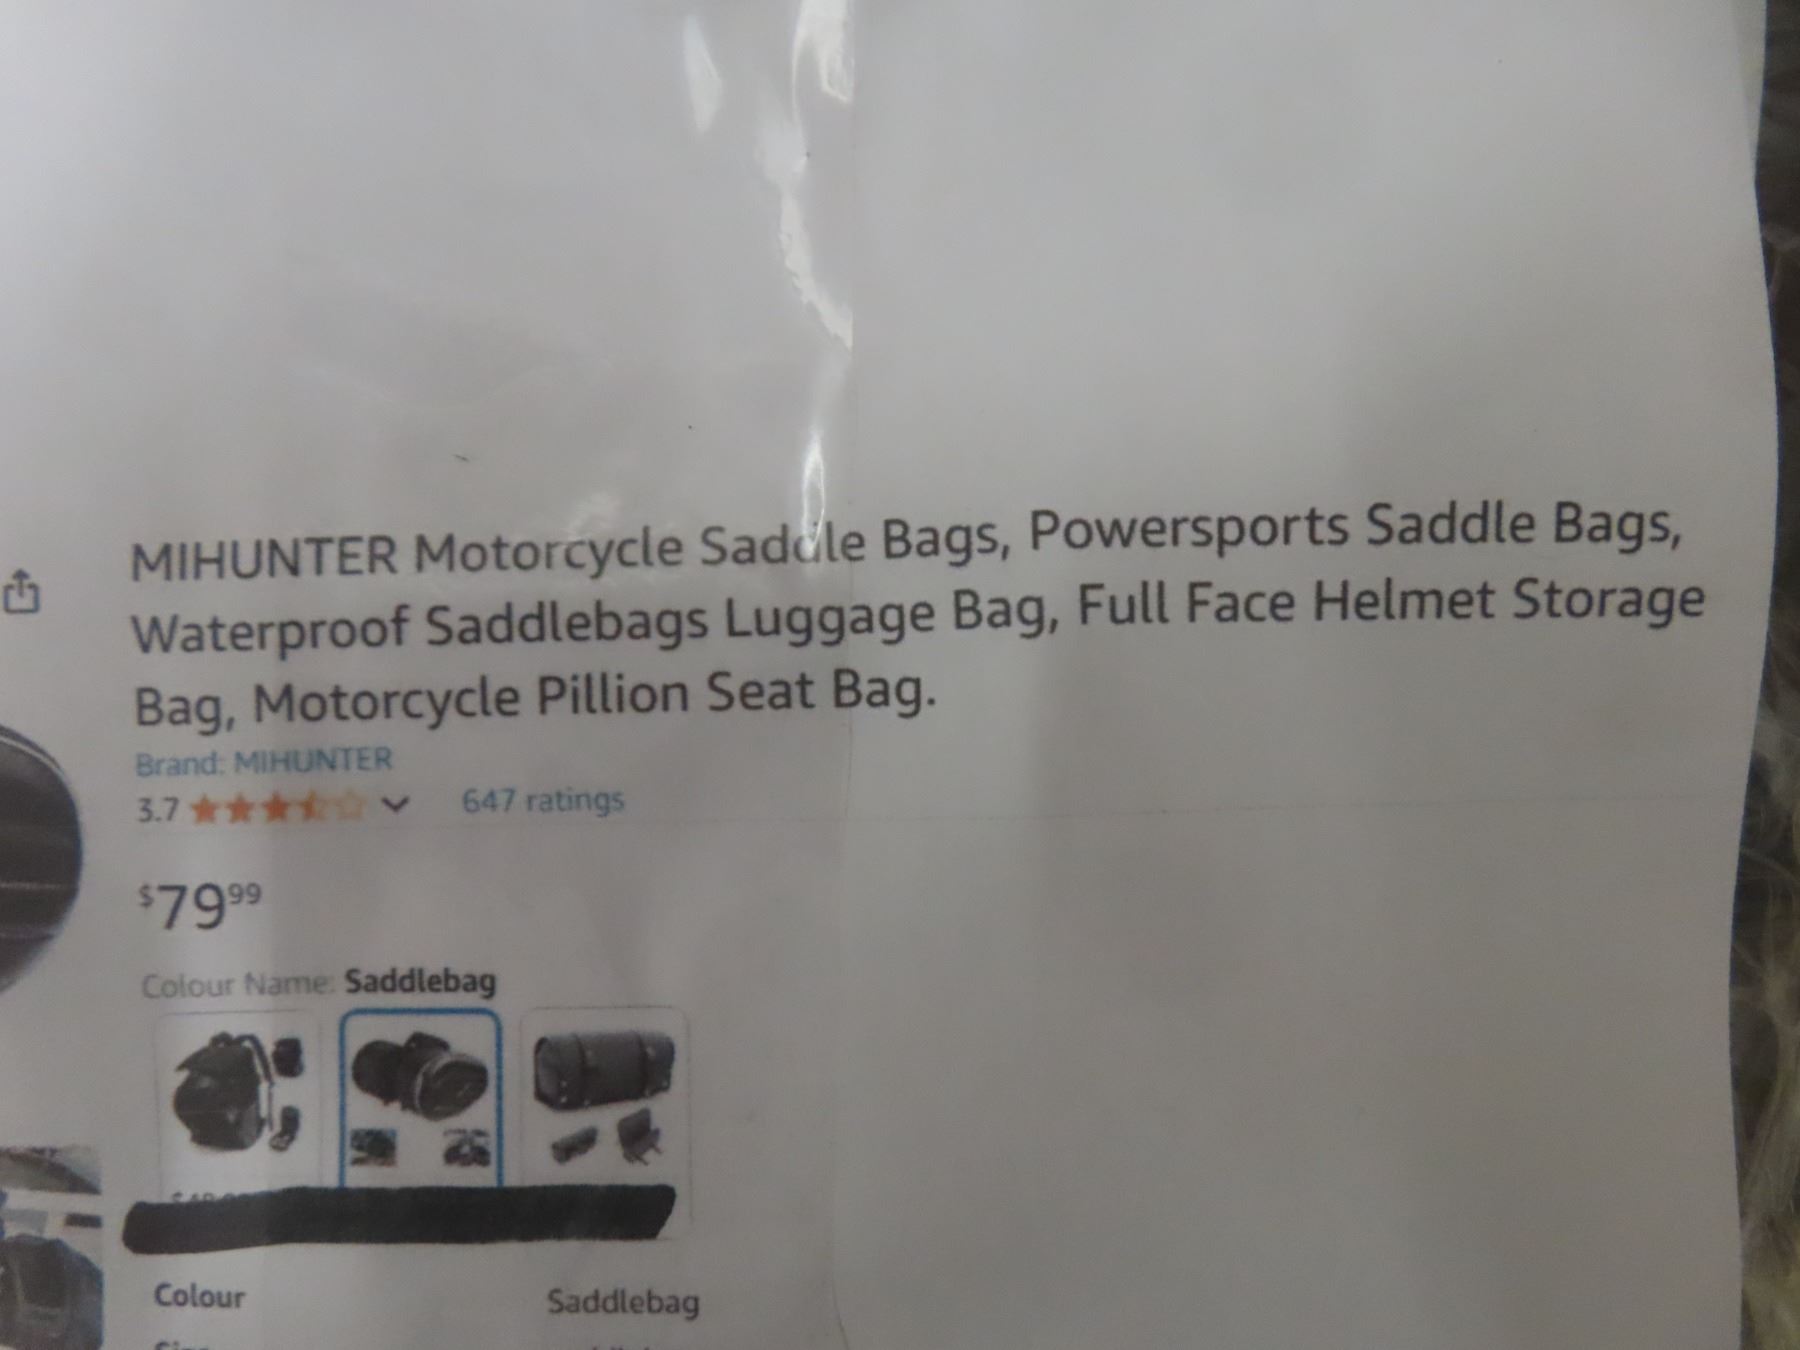 MIHUNTER Motorcycle Saddle Bags, Powersports Saddle Bags,
Waterproof Saddlebags Luggage Bag, Full Face Helmet Storage
Bag, Motorcycle Pillion Seat Bag.
Brand: MIHUNTER
3.7 647 ratings
$79.99
Colour Name: Saddlebag
Colour Saddlebag